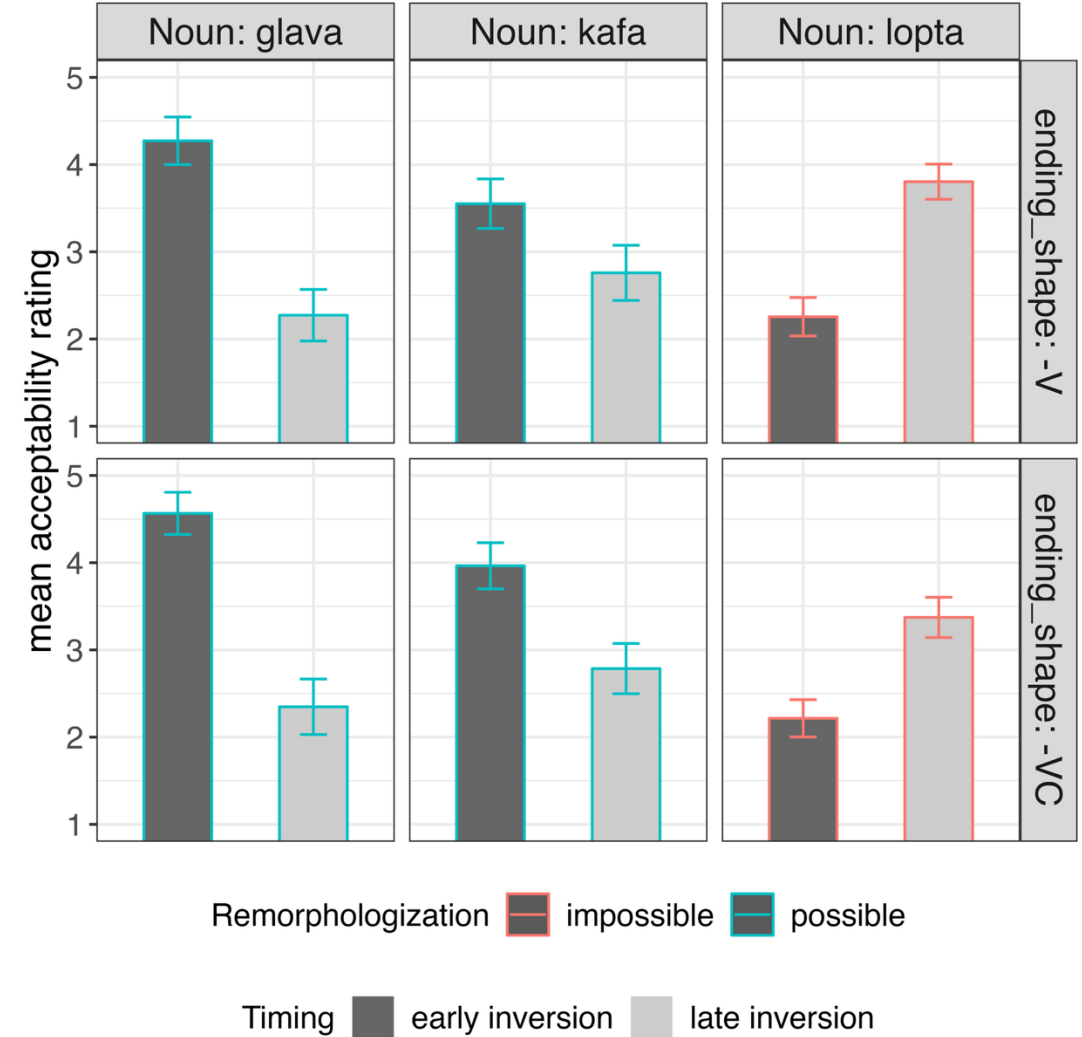 Noun: glava
Noun: kafa
Noun: lopta
mean acceptability rating
5
4
3
2
1
ending_shape: -V
5
4
3
2
1
ending_shape: -VC
Remorphologization impossible possible
Timing early inversion late inversion